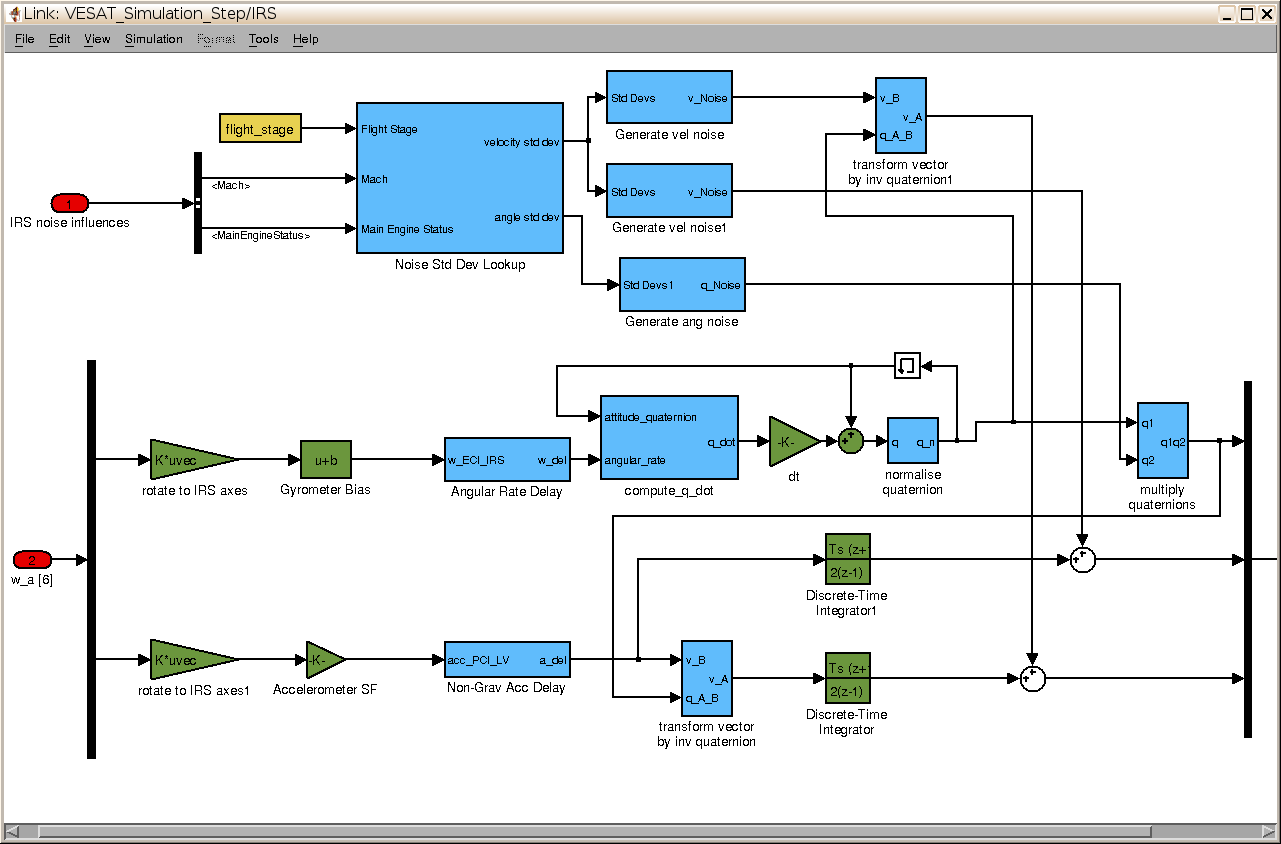 Link: VESAT_Simulation_Step/IRS
File Edit View Simulation Format Tools Help
flight_stage
Flight Stage
Mach
Main Engine Status
velocity std dev
angle std dev
Noise Std Dev Lookup
1
IRS noise influences
<Mach>
<MainEngineStatus>
Std Devs v_Noise
Generate vel noise
Std Devs v_Noise
Generate vel noise1
Std Devs1 q_Noise
Generate ang noise
v_B
v_A
q_A_B
transform vector
by inv quaternion1
K*uvec
rotate to IRS axes
u+b
Gyrometer Bias
w_ECI_IRS w_del
Angular Rate Delay
attitude_quaternion
q_dot
angular_rate
compute_q_dot
-K-
dt
q q_n
normalise
quaternion
q1
q1q2
q2
multiply
quaternions
2
w_a [6]
Ts (z+
2(z-1)
Discrete-Time
Integrator1
K*uvec
rotate to IRS axes1
-K-
Accelerometer SF
acc_PCI_LV a_del
Non-Grav Acc Delay
v_B
v_A
q_A_B
transform vector
by inv quaternion
Ts (z+
2(z-1)
Discrete-Time
Integrator